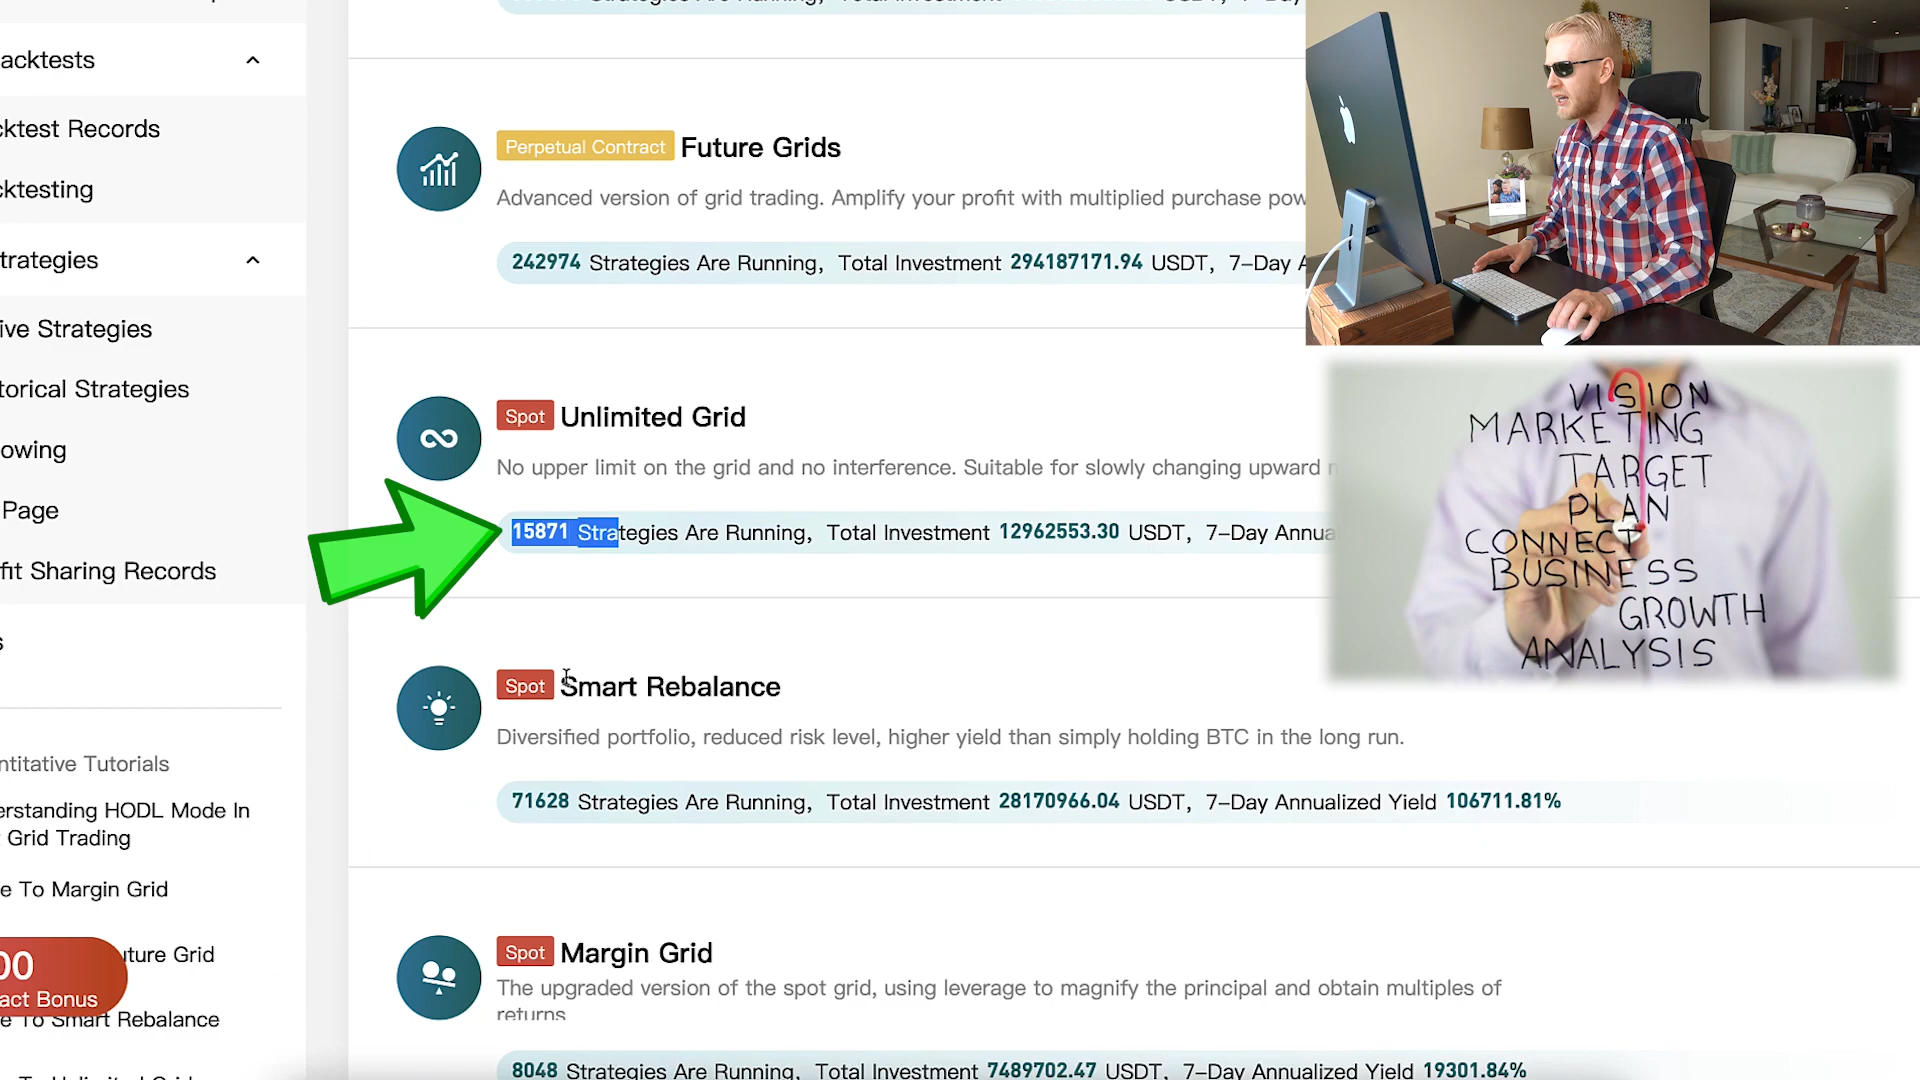 Strategies Are Running, Total Investment USDT,
acktests
cktest Records
cktesting
trategies
ive Strategies
torical Strategies
owing
Page
fit Sharing Records
s
ntitative Tutorials
erstanding HODL Mode In
Grid Trading
e To Margin Grid
uture Grid
00
act Bonus
e To Smart Rebalance
Perpetual Contract Future Grids
Advanced version of grid trading. Amplify your profit with multiplied purchase pow
242974 Strategies Are Running, Total Investment 294187171.94 USDT, 7-Day A
Spot Unlimited Grid
No upper limit on the grid and no interference. Suitable for slowly changing upward
15871 Strategies Are Running, Total Investment 12962553.30 USDT, 7-Day Annua
Spot Smart Rebalance
Diversified portfolio, reduced risk level, higher yield than simply holding BTC in the long run.
71628 Strategies Are Running, Total Investment 28170966.04 USDT, 7-Day Annualized Yield 106711.81%
Spot Margin Grid
The upgraded version of the spot grid, using leverage to magnify the principal and obtain multiples of
returns
8048 Strategies Are Running, Total Investment 7489702.47 USDT, 7-Day Annualized Yield 19301.84%
VISION
MARKETING
TARGET
PLAN
CONNECT
BUSINESS
GROWTH
ANALYSIS